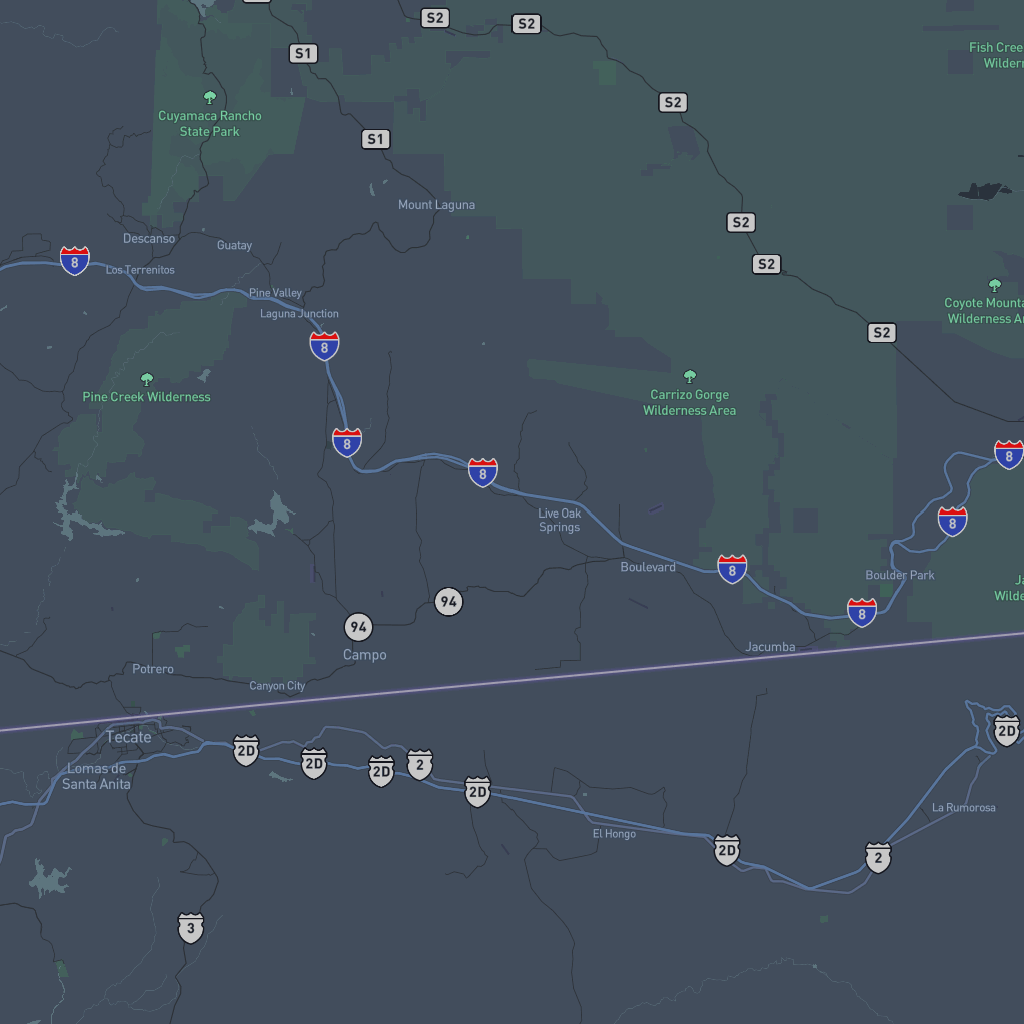 S2
S2
S1
Fish Cree
Wildern
S2
Cuyamaca Rancho
State Park
S1
Mount Laguna
S2
Descanso
Guatay
8
Los Terrenitos
S2
Pine Valley
Coyote Mounta
Wilderness Ar
Laguna Junction
S2
8
Pine Creek Wilderness
Carrizo Gorge
Wilderness Area
8
8
8
Live Oak
Springs
8
Boulevard
8
Boulder Park
Ja
Wilde
94
8
94
Campo
Jacumba
Potrero
Canyon City
Tecate
2D
2D
2D
2D
2
Lomas de
Santa Anita
2D
La Rumorosa
El Hongo
2D
2
3